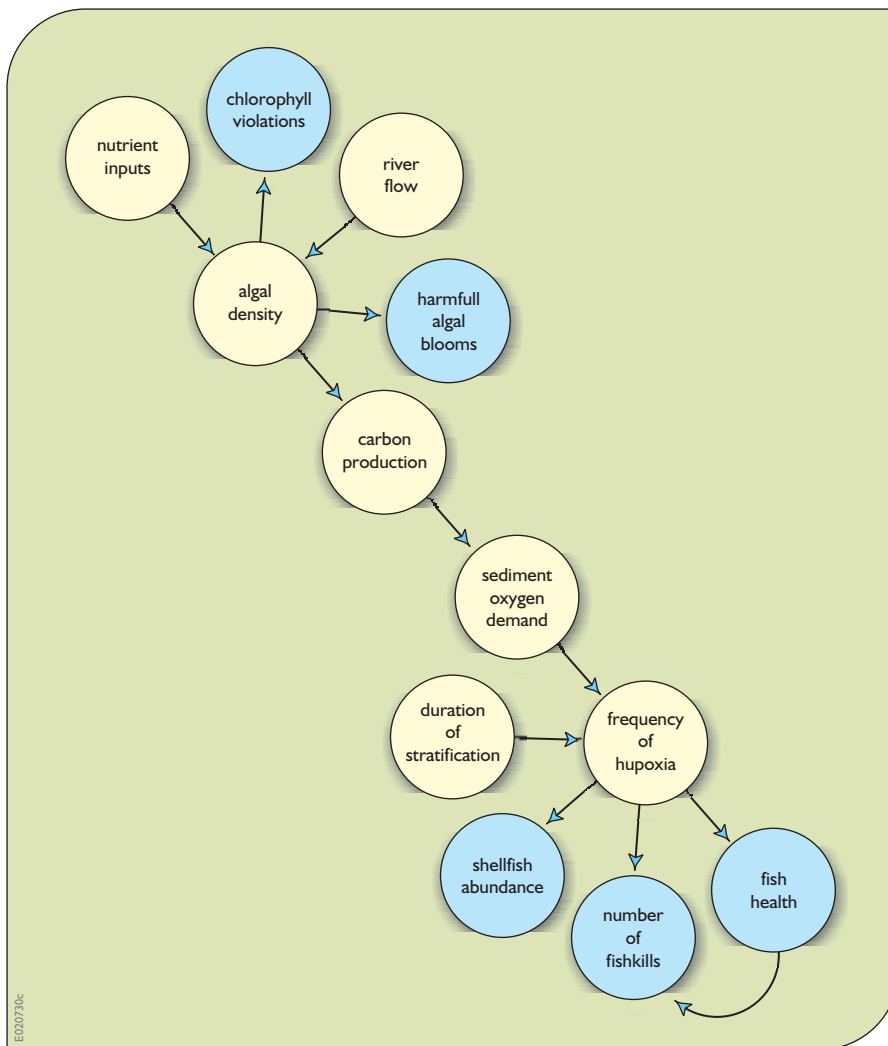 chlorophyll
violations
nutrient
inputs
river
flow
algal
density
harmfull
algal
blooms
carbon
production
sediment
oxygen
demand
duration
of
stratification
frequency
of
hupoxia
shellfish
abundance
number
of
fishkills
fish
health
E020730c